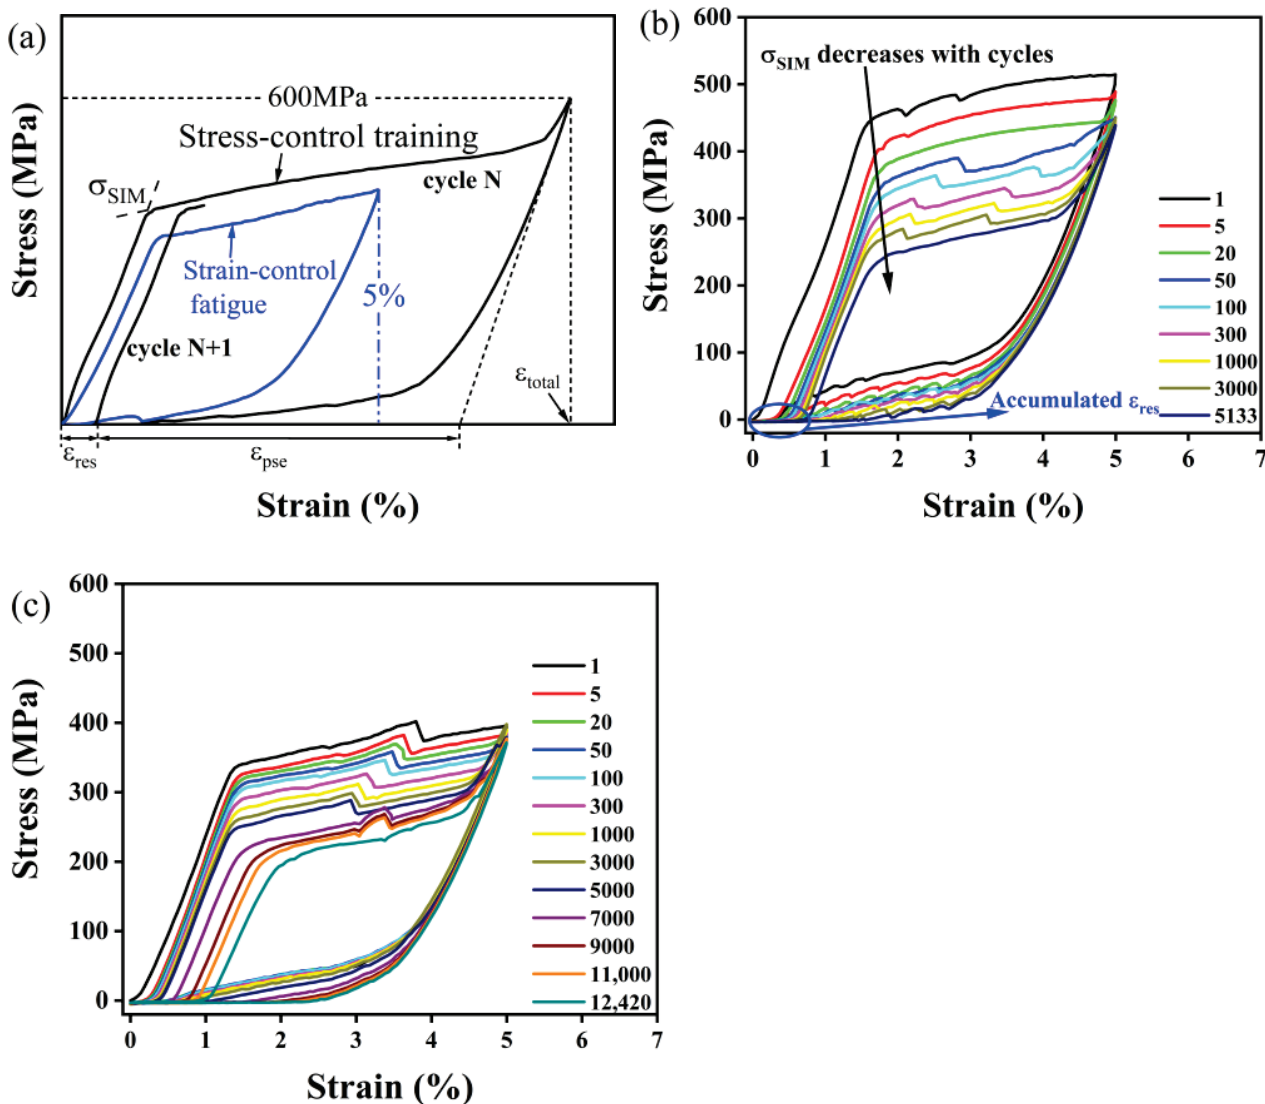 (a)
600MPa
Stress-control training
cycle N
σSIM
Strain-control
fatigue
5%
cycle N+1
εtotal
εres
εpse
Stress (MPa)
Strain (%)
(b)
600
500
400
300
200
100
0
σSIM decreases with cycles
1
5
20
50
100
300
1000
3000
5133
Accumulated εres
0 1 2 3 4 5 6 7
Stress (MPa)
Strain (%)
(c)
600
500
400
300
200
100
0
1
5
20
50
100
300
1000
3000
5000
7000
9000
11,000
12,420
0 1 2 3 4 5 6 7
Stress (MPa)
Strain (%)